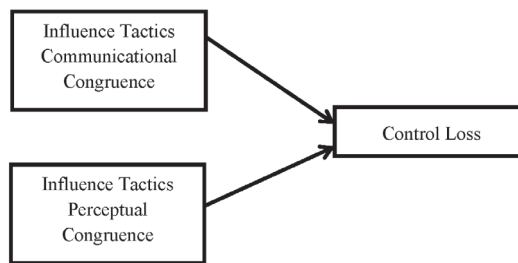 Influence Tactics
Communicational
Congruence
Control Loss
Influence Tactics
Perceptual
Congruence